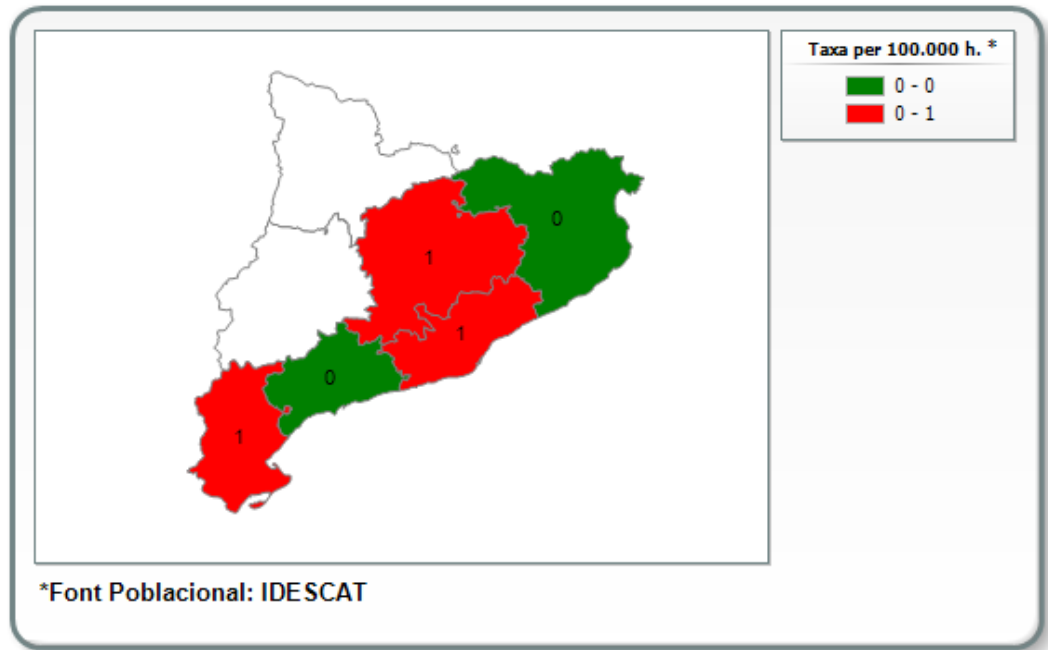 Taxa per 100.000 h. *
0 - 0
0 - 1
0
1
1
0
1
*Font Poblacional: IDESCAT